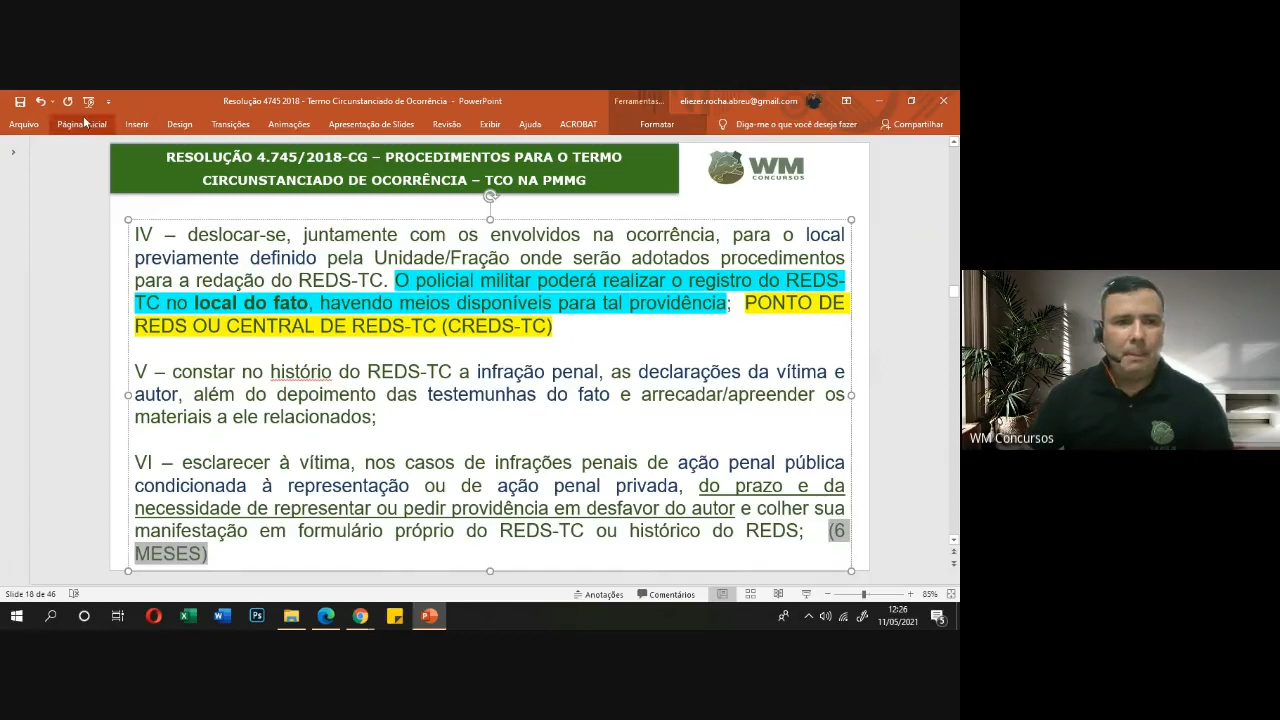 Resolução 4745 2018 - Termo Circunstanciado de Ocorrência - PowerPoint
Ferramentas...
eliezer.rocha.abreu@gmail.com
Arquivo
Página Inicial
Inserir
Design
Transições
Animações
Apresentação de Slides
Revisão
Exibir
Ajuda
ACROBAT
Formatar
Diga-me o que você deseja fazer
Compartilhar
RESOLUÇÃO 4.745/2018-CG – PROCEDIMENTOS PARA O TERMO
CIRCUNSTANCIADO DE OCORRÊNCIA – TCO NA PMMG
WM
CONCURSOS
IV – deslocar-se, juntamente com os envolvidos na ocorrência, para o local
previamente definido pela Unidade/Fração onde serão adotados procedimentos
para a redação do REDS-TC. O policial militar poderá realizar o registro do REDS-
TC no local do fato, havendo meios disponíveis para tal providência; PONTO DE
REDS OU CENTRAL DE REDS-TC (CREDS-TC)
V – constar no histório do REDS-TC a infração penal, as declarações da vítima e
autor, além do depoimento das testemunhas do fato e arrecadar/apreender os
materiais a ele relacionados;
VI – esclarecer à vítima, nos casos de infrações penais de ação penal pública
condicionada à representação ou de ação penal privada, do prazo e da
necessidade de representar ou pedir providência em desfavor do autor e colher sua
manifestação em formulário próprio do REDS-TC ou histórico do REDS; (6
MESES)
WM Concursos
Slide 18 de 46
Anotações
Comentários
85%
Ps
12:26
11/05/2021
5